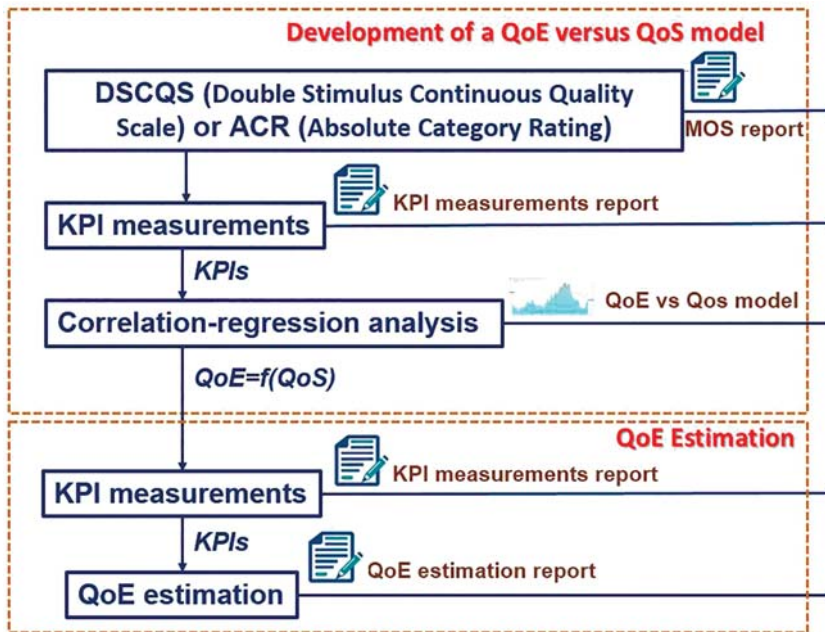 Development of a QoE versus QoS model
DSCQS (Double Stimulus Continuous Quality
Scale) or ACR (Absolute Category Rating)
MOS report
KPI measurements
KPI measurements report
KPIs
Correlation-regression analysis
QoE vs Qos model
QoE=f(QoS)
QoE Estimation
KPI measurements
KPI measurements report
KPIs
QoE estimation
QoE estimation report